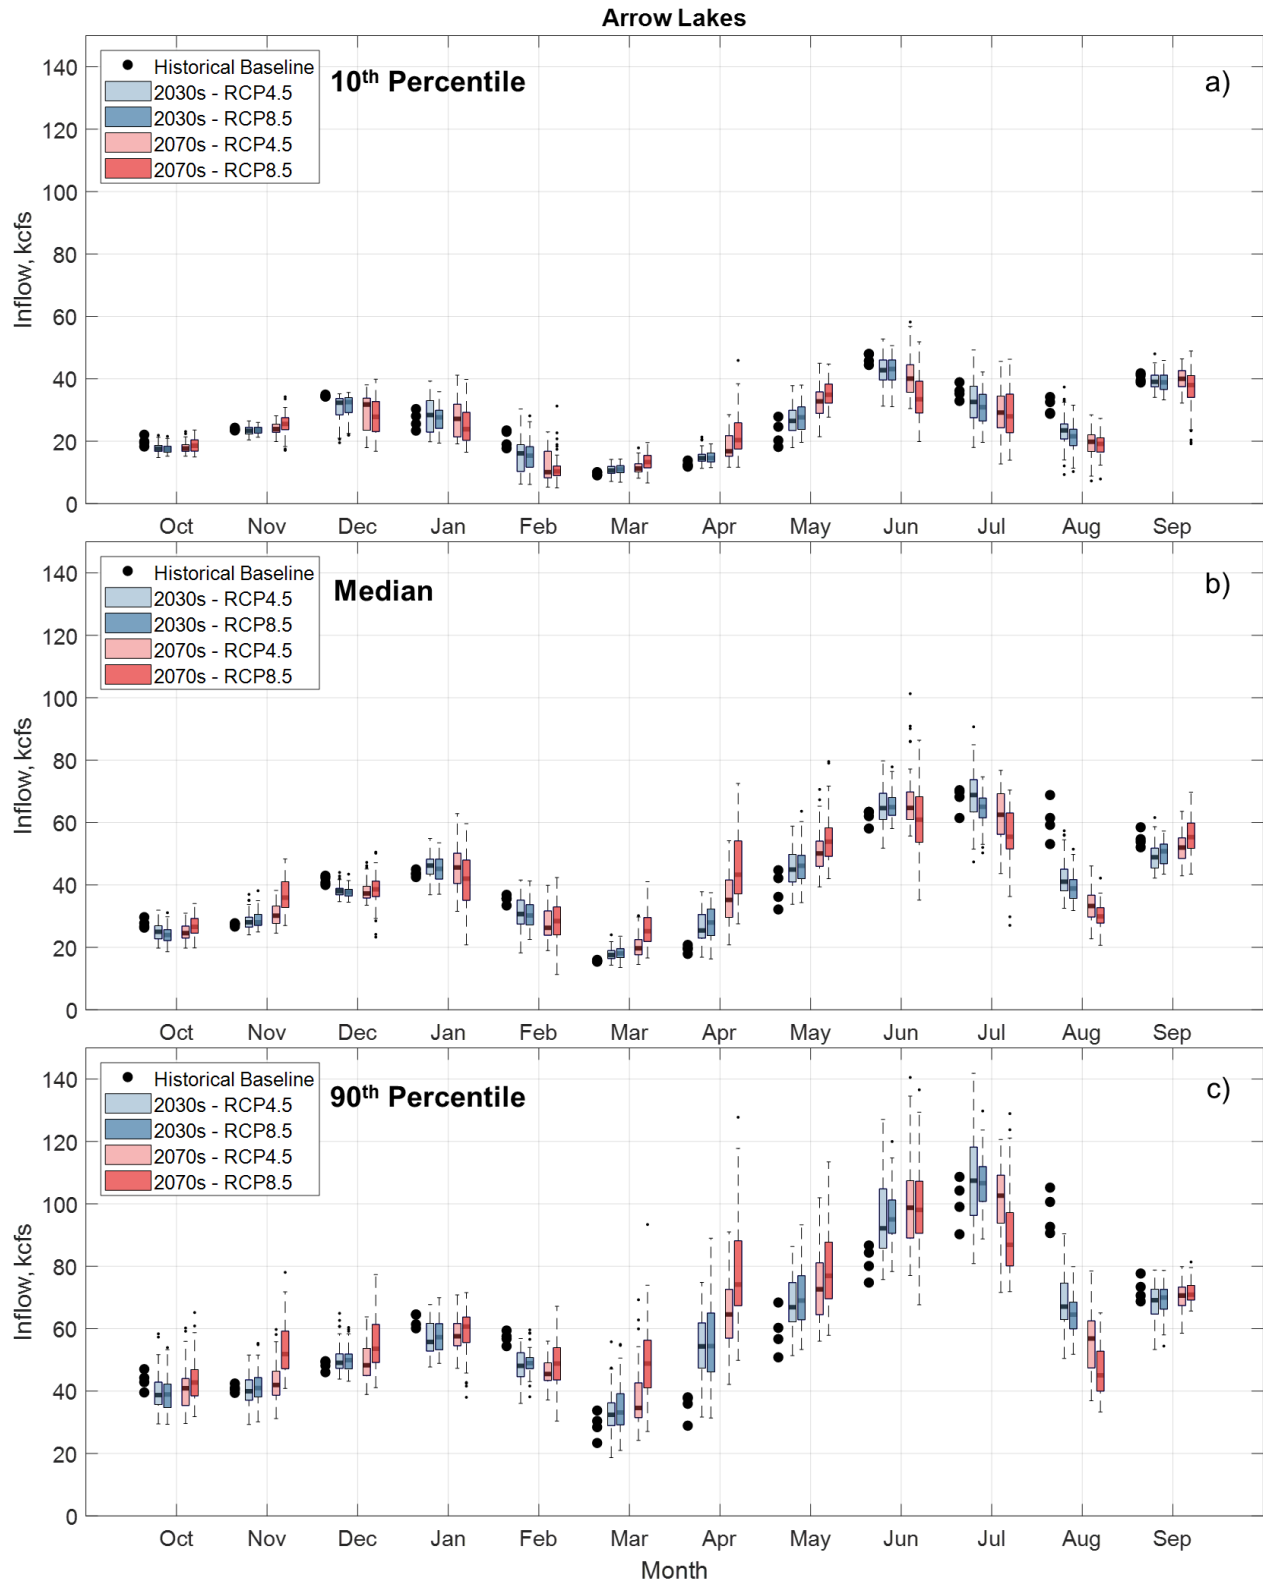 Arrow Lakes
Historical Baseline
2030s - RCP4.5
2030s - RCP8.5
2070s - RCP4.5
2070s - RCP8.5
10th Percentile
a)
140
120
100
80
60
40
20
0
Inflow, kcfs
Oct Nov Dec Jan Feb Mar Apr May Jun Jul Aug Sep
Historical Baseline
2030s - RCP4.5
2030s - RCP8.5
2070s - RCP4.5
2070s - RCP8.5
Median
b)
140
120
100
80
60
40
20
0
Inflow, kcfs
Oct Nov Dec Jan Feb Mar Apr May Jun Jul Aug Sep
Historical Baseline
2030s - RCP4.5
2030s - RCP8.5
2070s - RCP4.5
2070s - RCP8.5
90th Percentile
c)
140
120
100
80
60
40
20
0
Inflow, kcfs
Oct Nov Dec Jan Feb Mar Apr May Jun Jul Aug Sep
Month